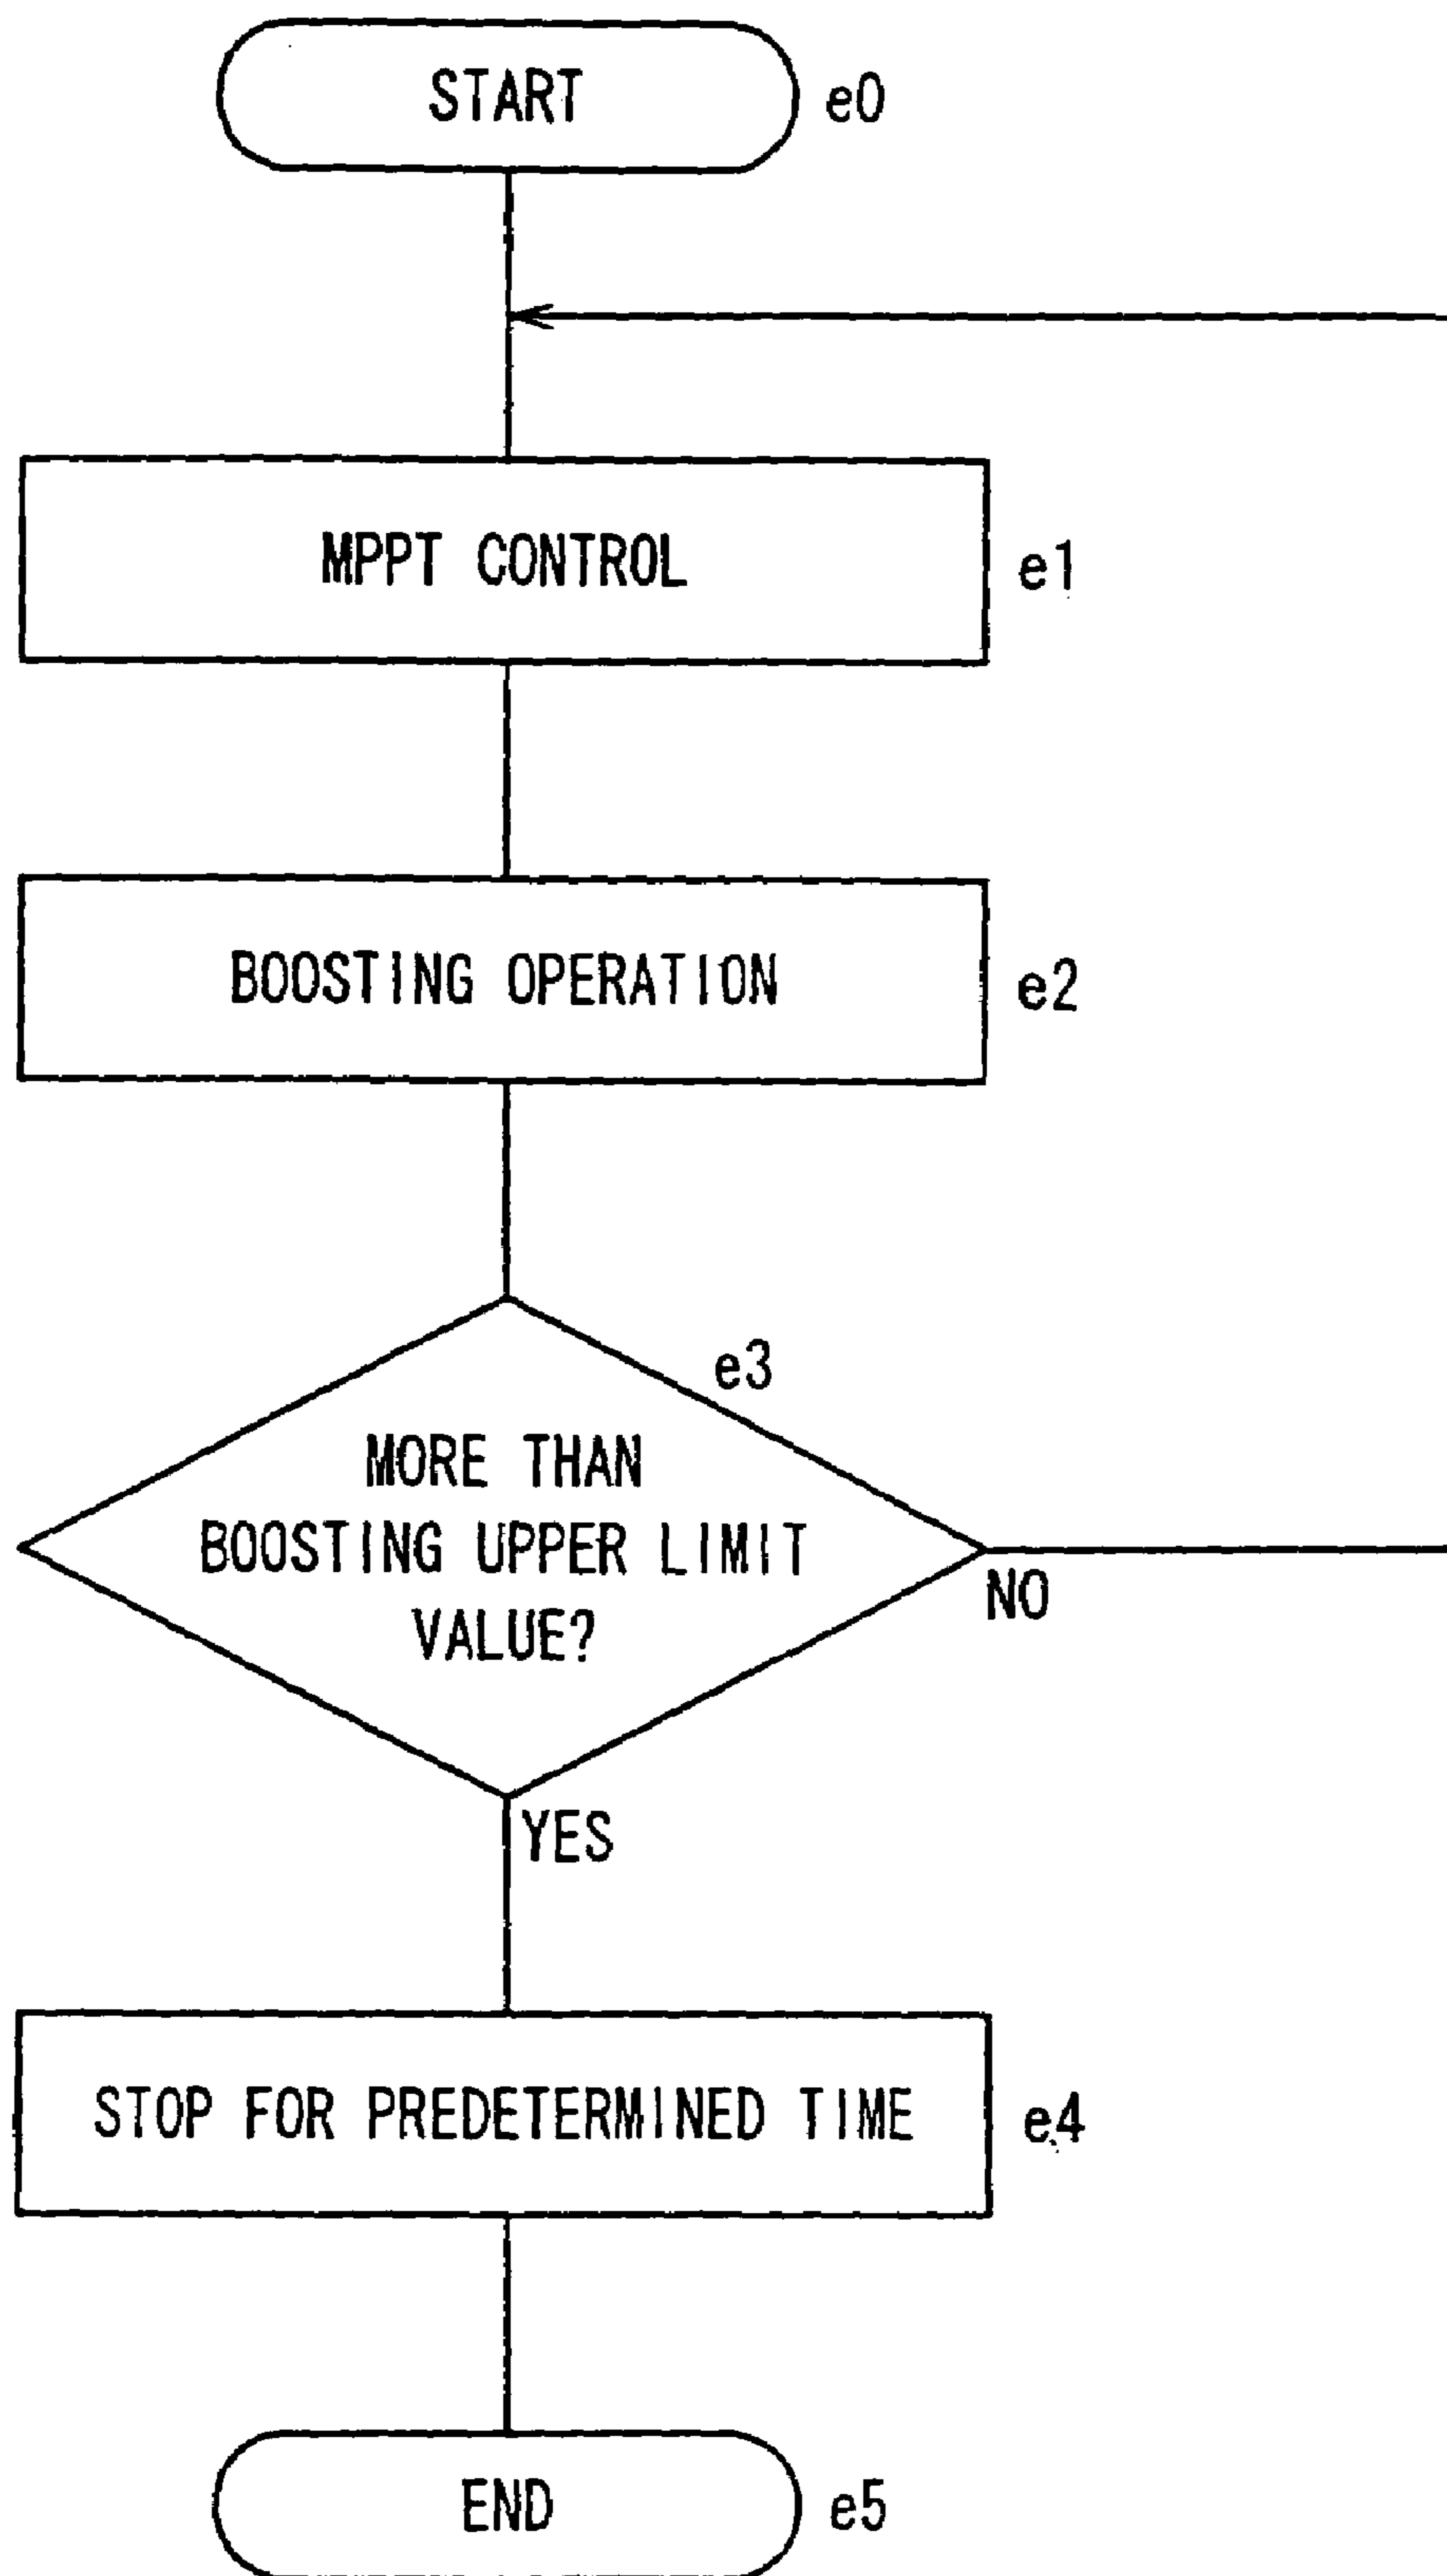 START
e0
MPPT CONTROL
e1
BOOSTING OPERATION
e2
e3
MORE THAN
BOOSTING UPPER LIMIT
VALUE?
NO
YES
STOP FOR PREDETERMINED TIME
e4
END
e5